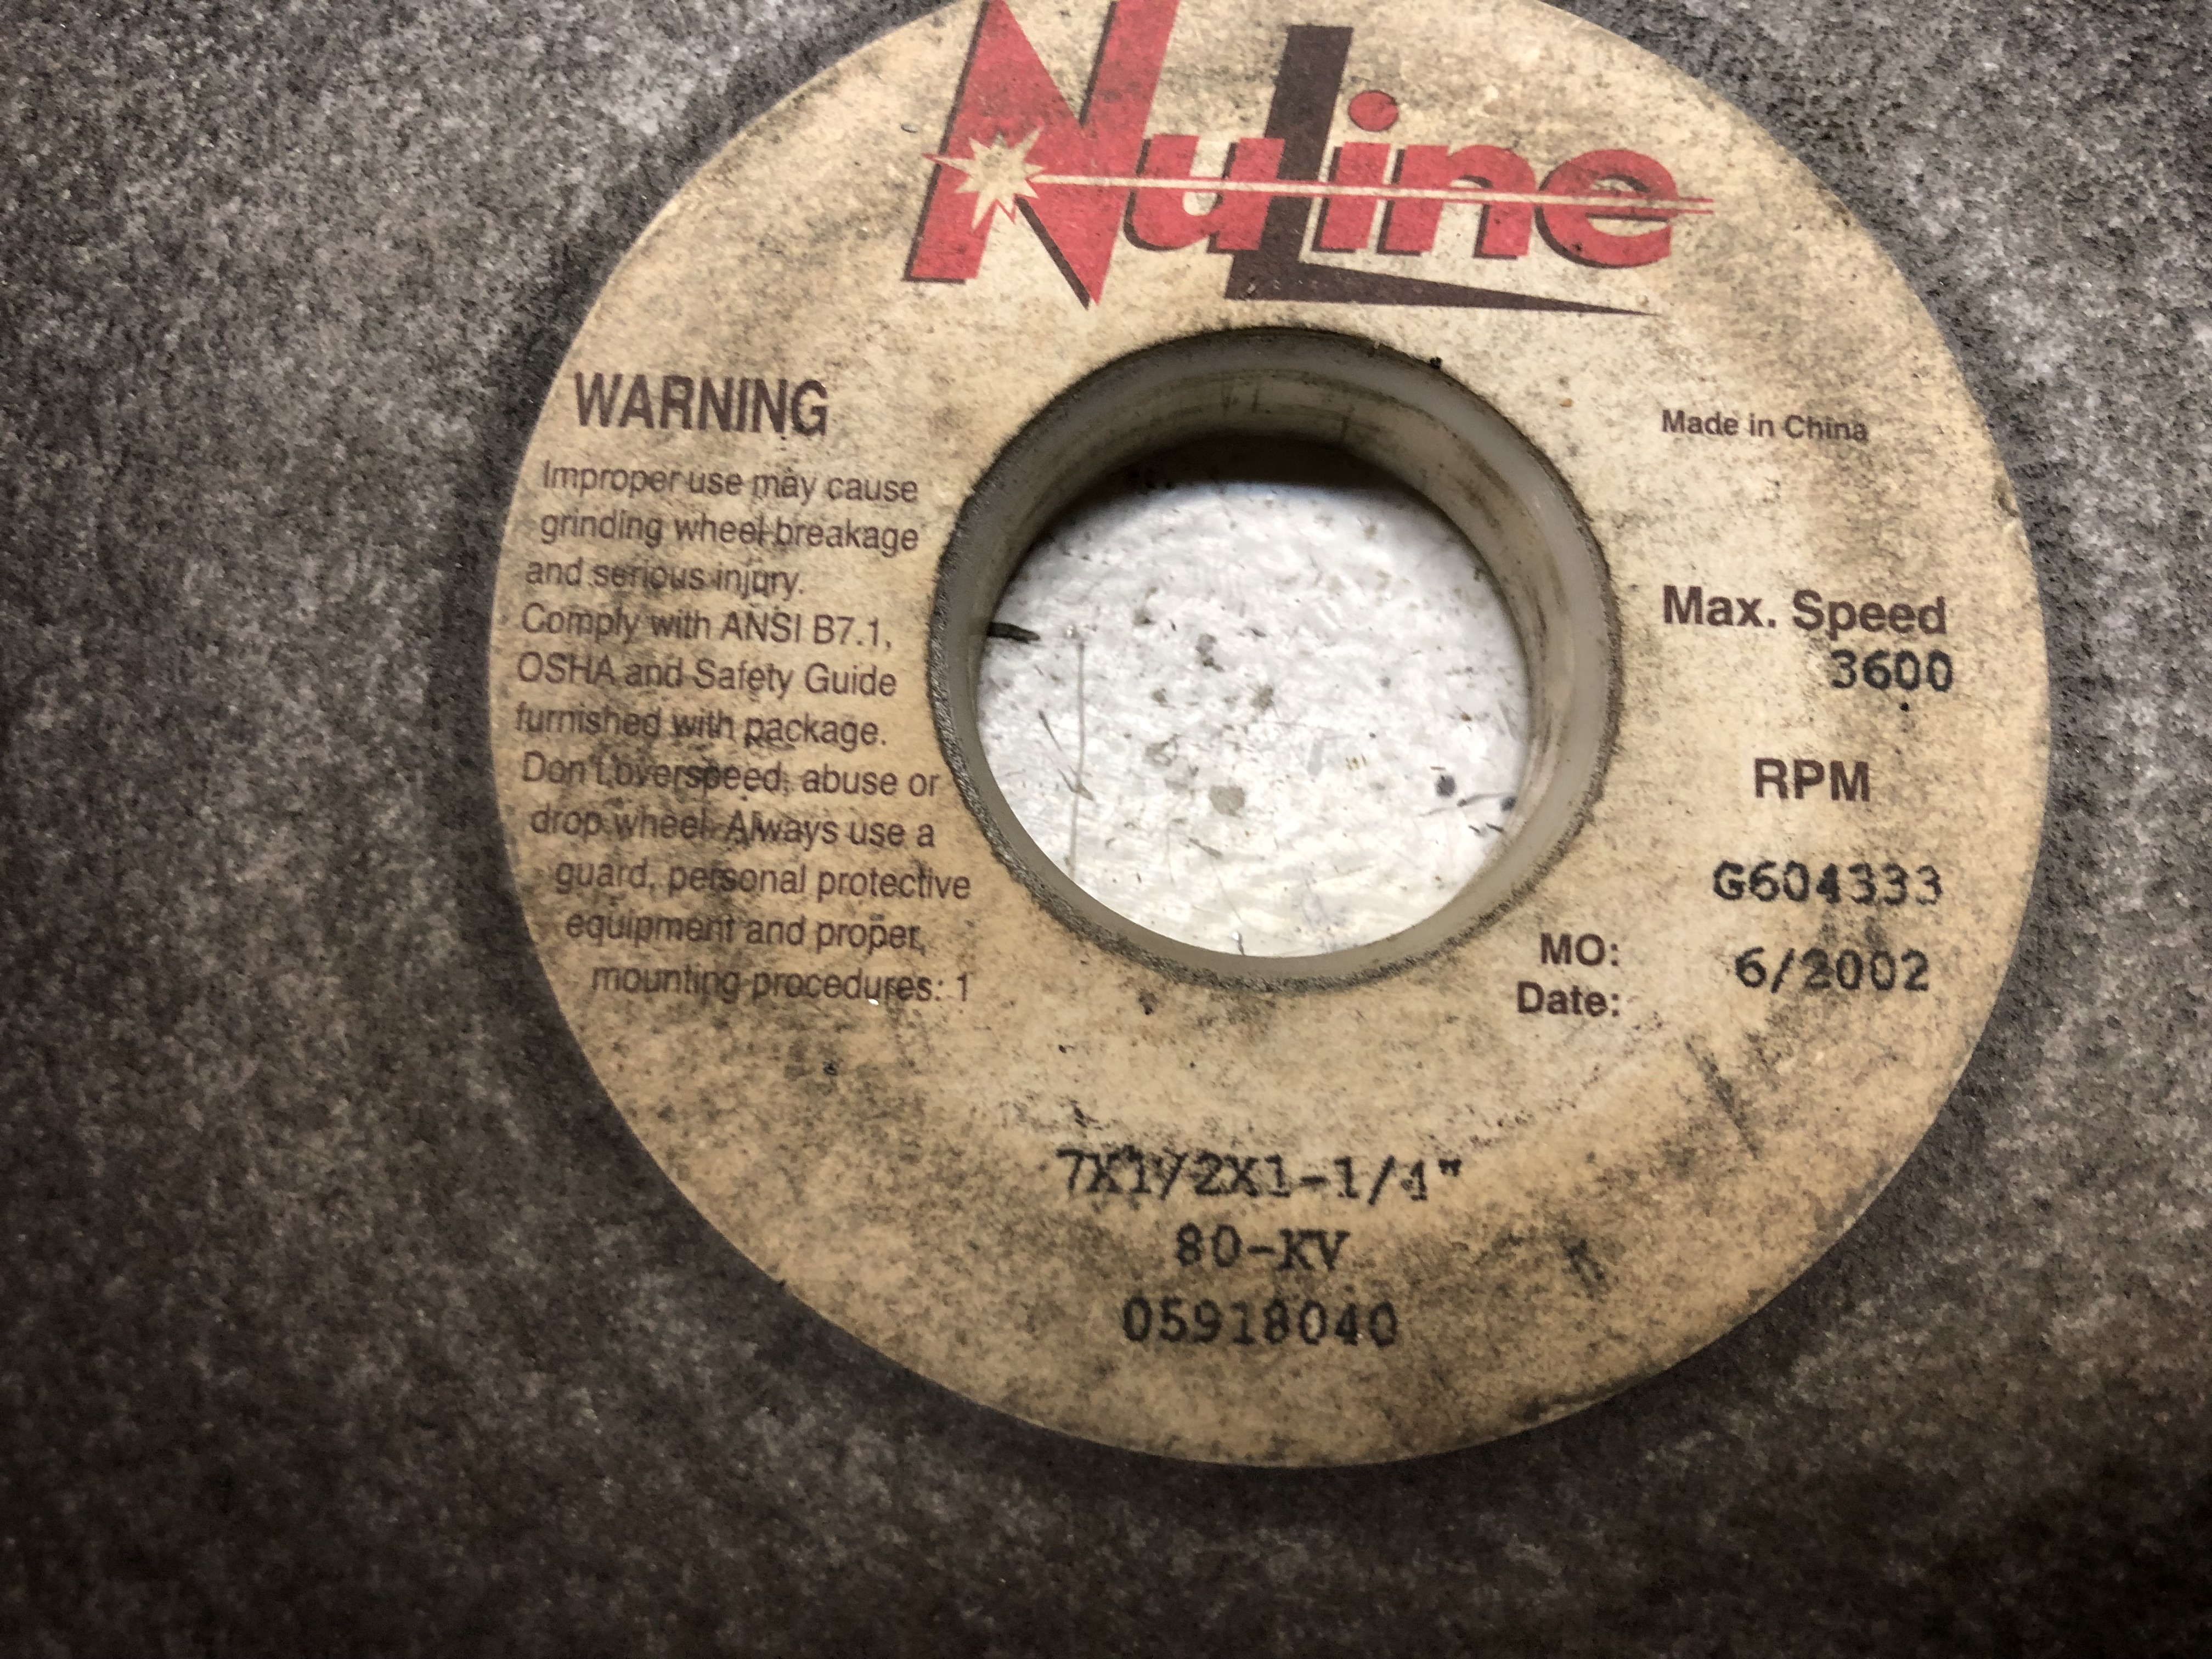 NuLine
WARNING
Improper use may cause
grinding wheel breakage
and serious injury.
Comply with ANSI B7.1,
OSHA and Safety Guide
furnished with package.
Don't overspeed, abuse or
drop wheel. Always use a
guard, personal protective
equipment and proper,
mounting procedures: 1
Made in China
Max. Speed
3600
RPM
G604333
MO: 6/2002
Date:
7X1/2X1-1/4"
80-KV
05918040